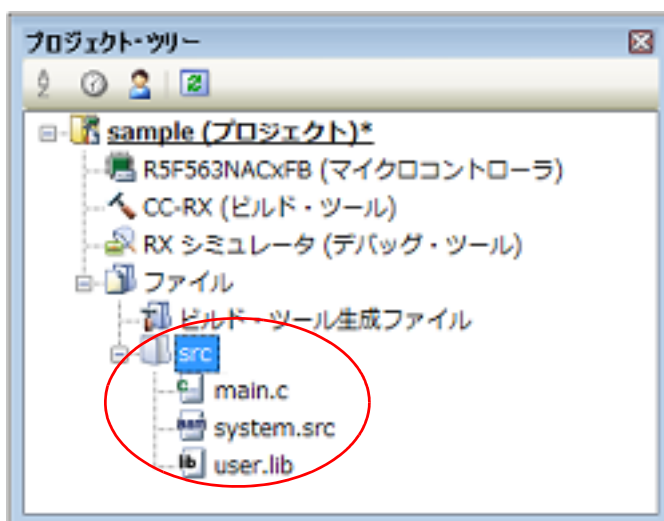 プロジェクト・ツリー
sample (プロジェクト)*
R5F563NACxFB (マイクロコントローラ)
CC-RX (ビルド・ツール)
RX シミュレータ (デバッグ・ツール)
ファイル
ビルド・ツール生成ファイル
src
main.c
system.src
user.lib